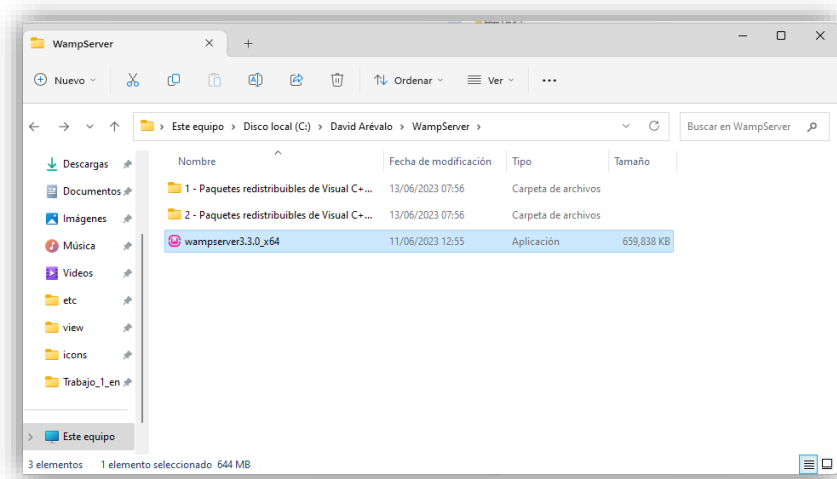 WampServer
Nuevo
Ordenar
Ver
Este equipo > Disco local (C:) > David Arévalo > WampServer >
Buscar en WampServer
Nombre Fecha de modificación Tipo Tamaño
1 - Paquetes redistribuibles de Visual C+... 13/06/2023 07:56 Carpeta de archivos
2 - Paquetes redistribuibles de Visual C+... 13/06/2023 07:56 Carpeta de archivos
wampserver3.3.0_x64 11/06/2023 12:55 Aplicación 659,838 KB
Descargas
Documentos
Imágenes
Música
Videos
etc
view
icons
Trabajo_1_en
Este equipo
3 elementos 1 elemento seleccionado 644 MB